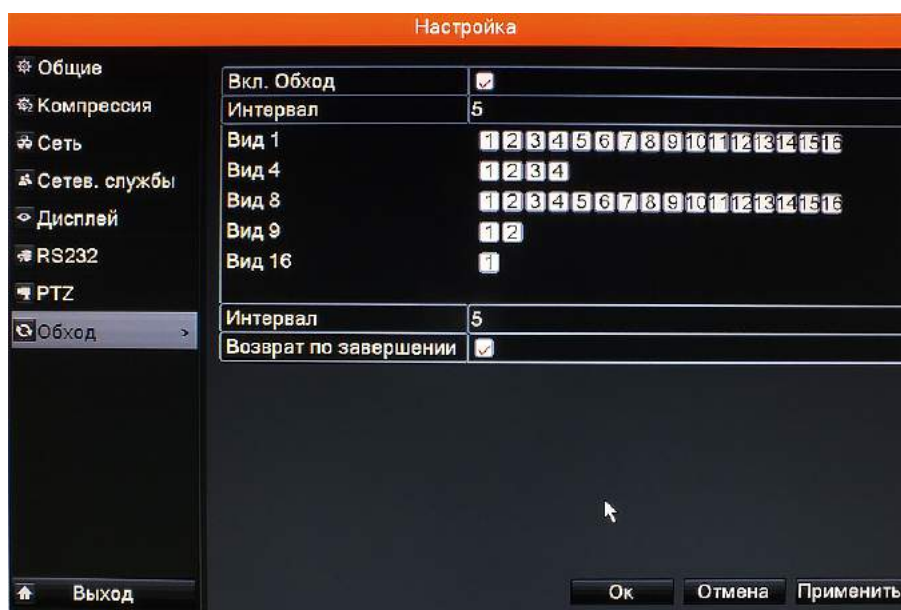 Настройка
Общие
Компрессия
Сеть
Сетев. службы
Дисплей
RS232
PTZ
Обход >
Вкл. Обход
Интервал 5
Вид 1 1 2 3 4 5 6 7 8 9 10 11 12 13 14 15 16
Вид 4 1 2 3 4
Вид 8 1 2 3 4 5 6 7 8 9 10 11 12 13 14 15 16
Вид 9 1 2
Вид 16 1
Интервал 5
Возврат по завершении
Выход
Ок Отмена Применить